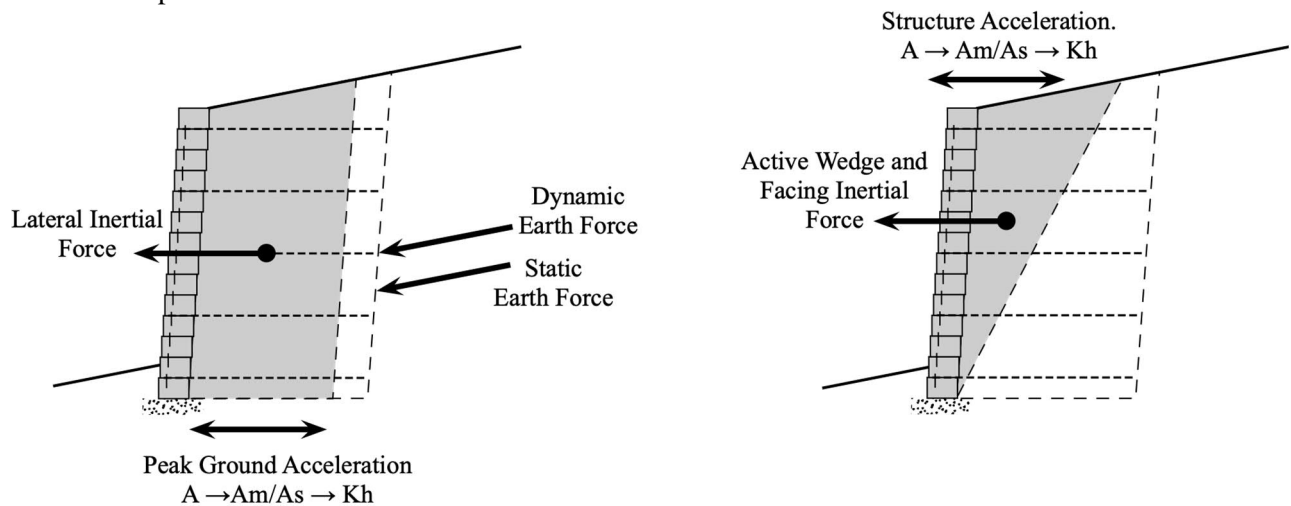 Lateral Inertial
Force
Dynamic
Earth Force
Static
Earth Force
Peak Ground Acceleration
A →Am/As → Kh
Structure Acceleration.
A → Am/As → Kh
Active Wedge and
Facing Inertial
Force